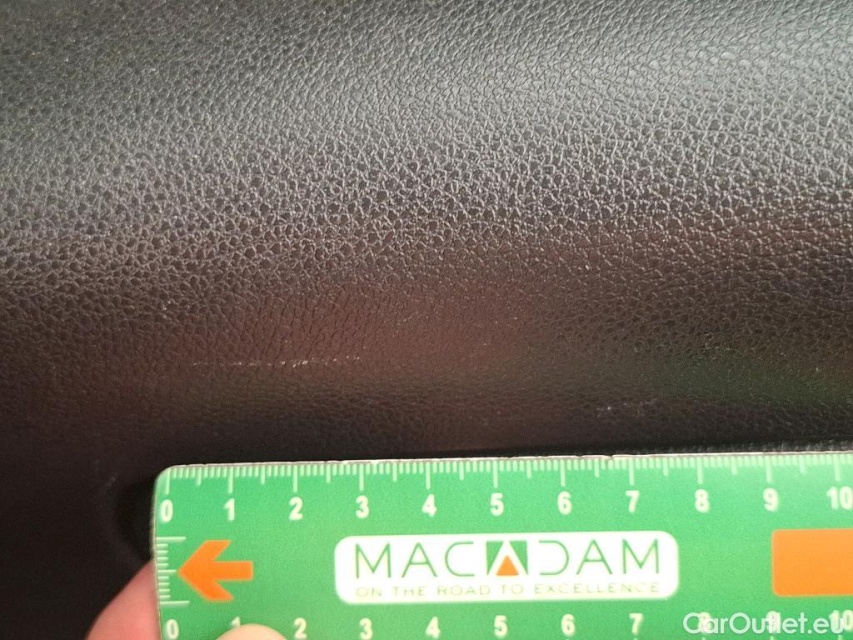 0 1 2 3 4 5 6 7 8 9 10
MACADAM
ON THE ROAD TO EXCELLENCE
0 1 2 3 4 5 6 7 8 9 10
CarOutlet.eu